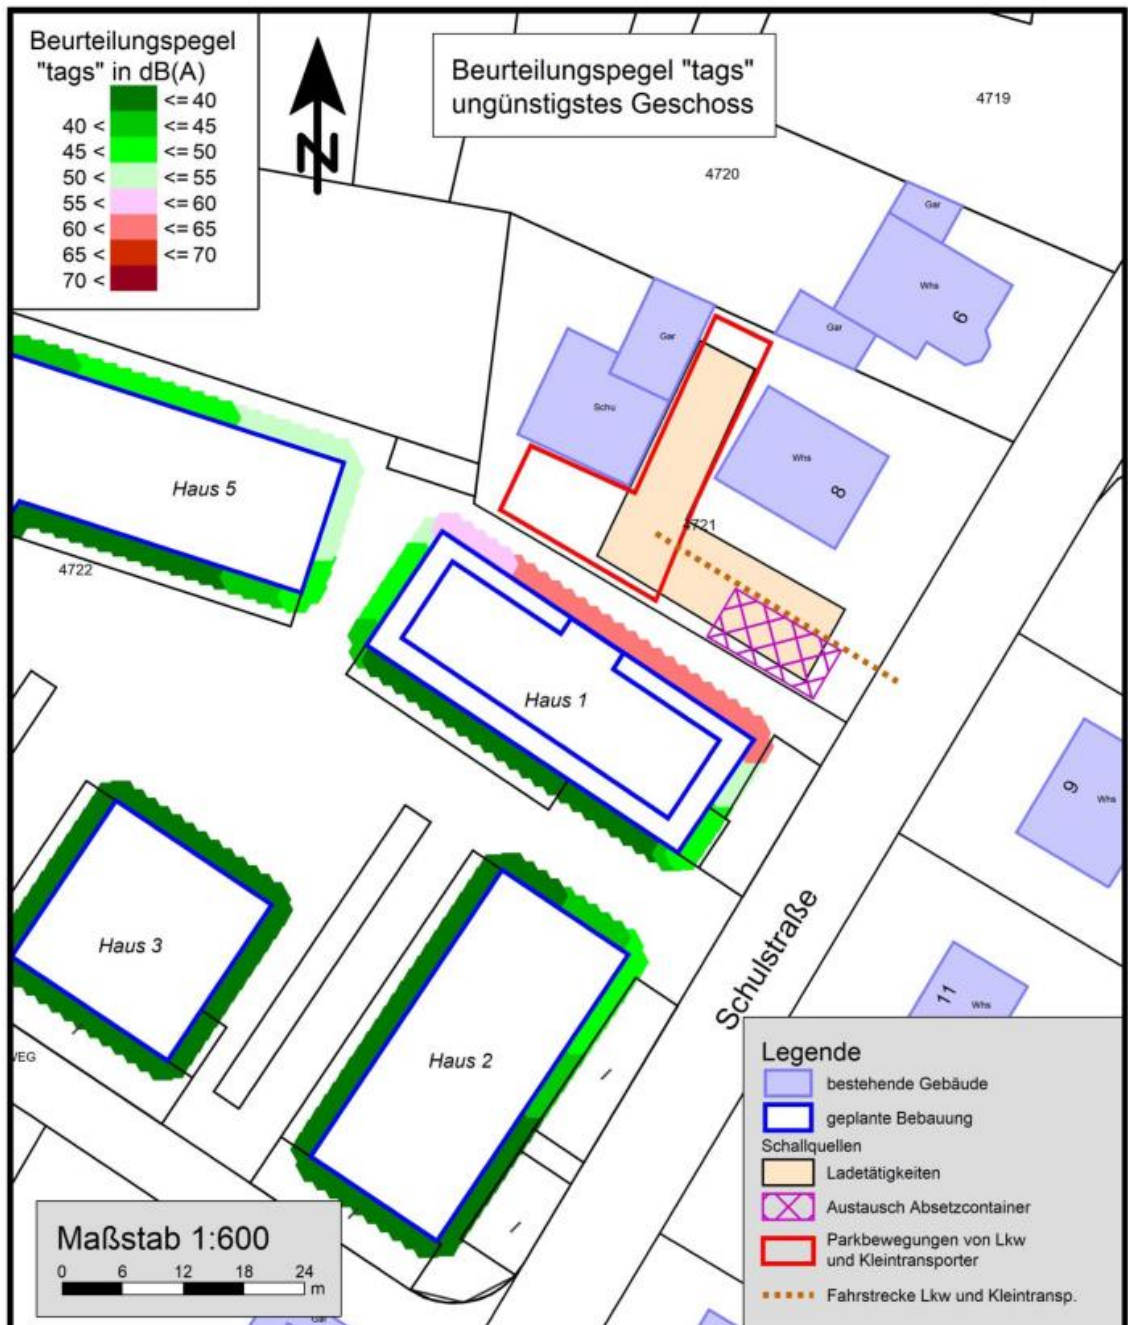 Beurteilungspegel
"tags" in dB(A)
<= 40
40 < <= 45
45 < <= 50
50 < <= 55
55 < <= 60
60 < <= 65
65 < <= 70
70 <
N
Beurteilungspegel "tags"
ungünstigstes Geschoss
4719
4720
Gar
Whs
6
Gar
Gar
Schu
Whs
8
4721
Haus 5
4722
Haus 1
9
Whs
Haus 3
Schulstraße
11
Whs
Haus 2
WEG
Legende
bestehende Gebäude
geplante Bebauung
Schallquellen
Ladetätigkeiten
Austausch Absetzcontainer
Parkbewegungen von Lkw
und Kleintransporter
Fahrstrecke Lkw und Kleintransp.
Maßstab 1:600
0 6 12 18 24
m
Gar